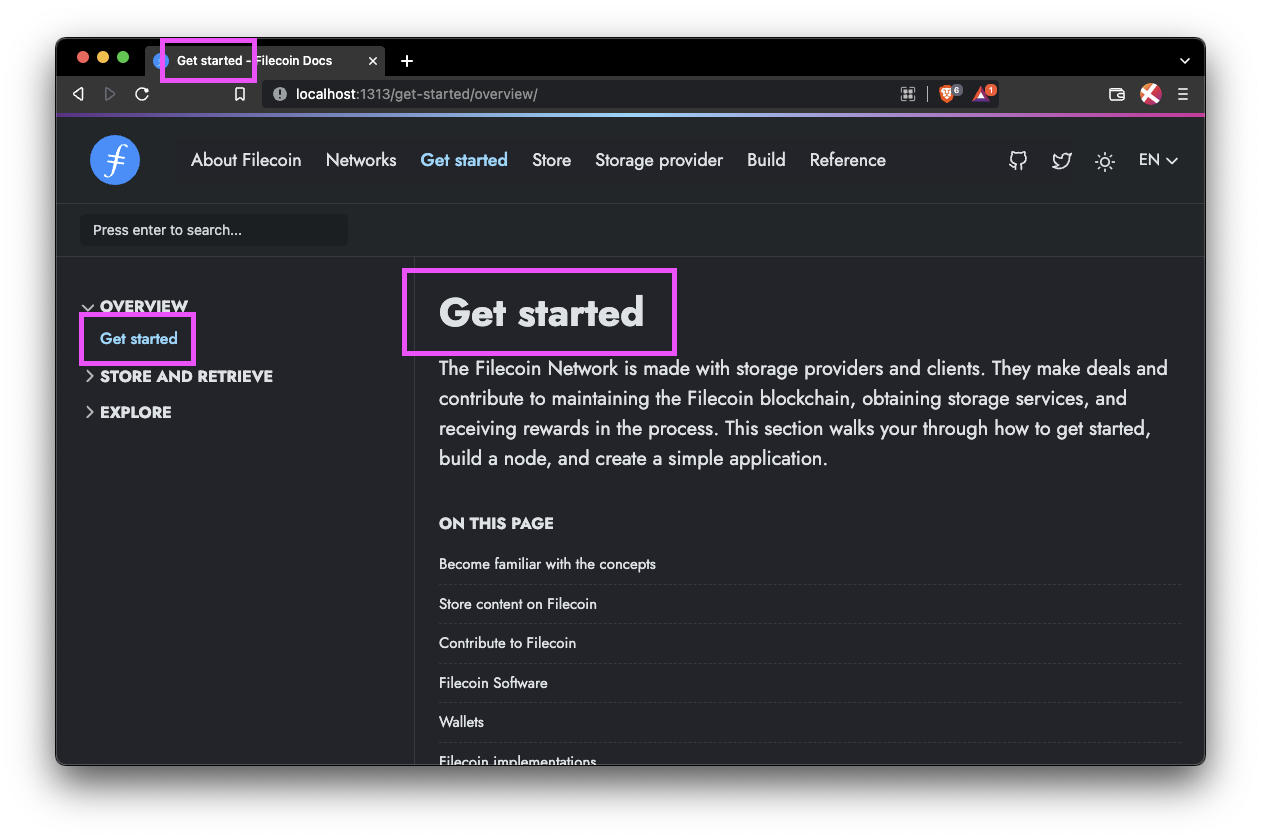 Get started - Filecoin Docs
localhost:1313/get-started/overview/
6
1
About Filecoin Networks Get started Store Storage provider Build Reference
EN
Press enter to search...
OVERVIEW
Get started
STORE AND RETRIEVE
EXPLORE
Get started
The Filecoin Network is made with storage providers and clients. They make deals and
contribute to maintaining the Filecoin blockchain, obtaining storage services, and
receiving rewards in the process. This section walks your through how to get started,
build a node, and create a simple application.
ON THIS PAGE
Become familiar with the concepts
Store content on Filecoin
Contribute to Filecoin
Filecoin Software
Wallets
Filecoin implementations